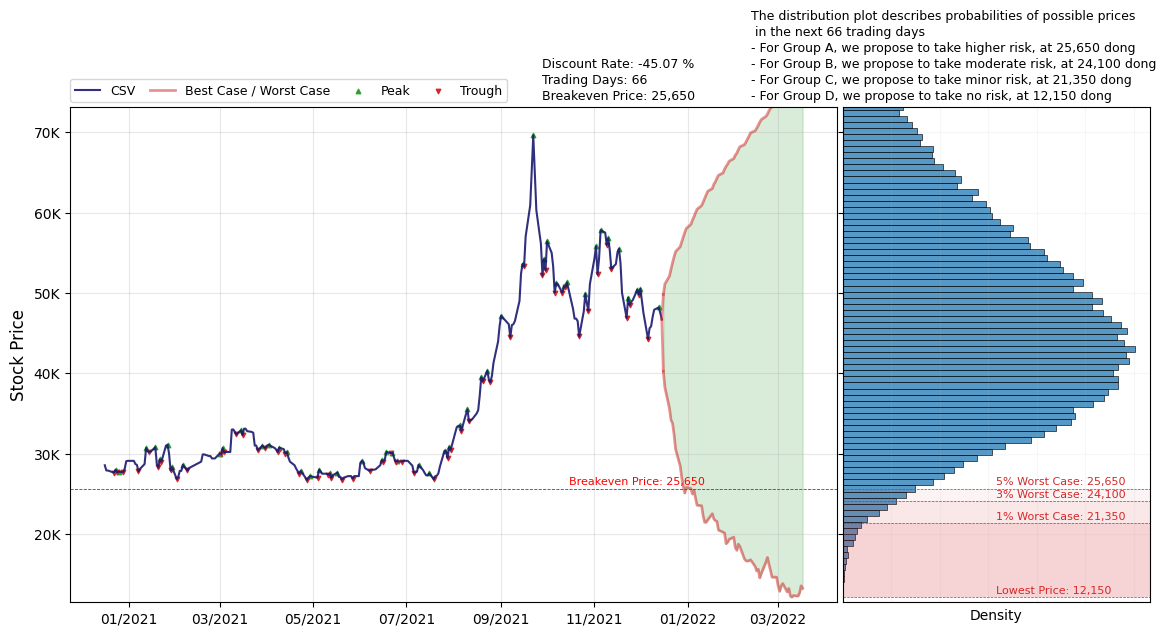 The distribution plot describes probabilities of possible prices
in the next 66 trading days
- For Group A, we propose to take higher risk, at 25,650 dong
- For Group B, we propose to take moderate risk, at 24,100 dong
- For Group C, we propose to take minor risk, at 21,350 dong
- For Group D, we propose to take no risk, at 12,150 dong
Discount Rate: -45.07 %
Trading Days: 66
Breakeven Price: 25,650
CSV
Best Case / Worst Case
Peak
Trough
Stock Price
70K
60K
50K
40K
30K
20K
Breakeven Price: 25,650
01/2021
03/2021
05/2021
07/2021
09/2021
11/2021
01/2022
03/2022
5% Worst Case: 25,650
3% Worst Case: 24,100
1% Worst Case: 21,350
Lowest Price: 12,150
Density